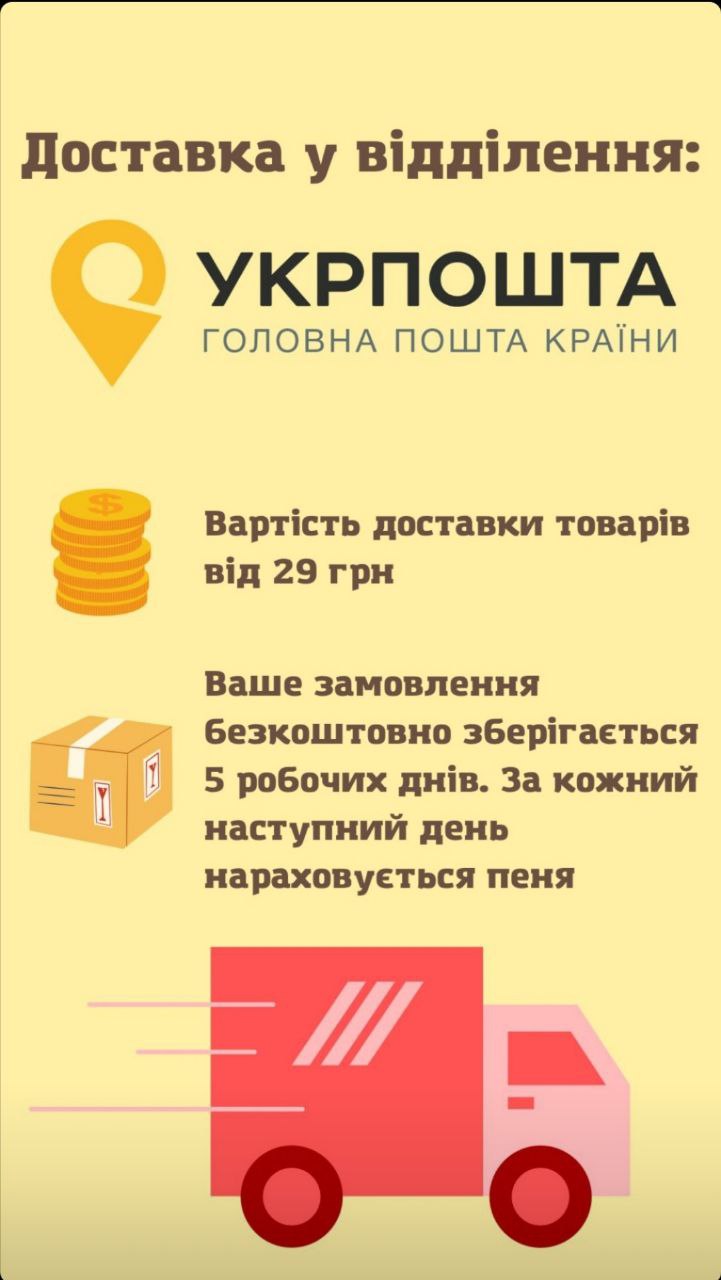 Доставка у відділення:
УКРПОШТА
ГОЛОВНА ПОШТА КРАЇНИ
$
Вартість доставки товарів
від 29 грн
Ваше замовлення
безкоштовно зберігається
5 робочих днів. За кожний
наступний день
нараховується пеня